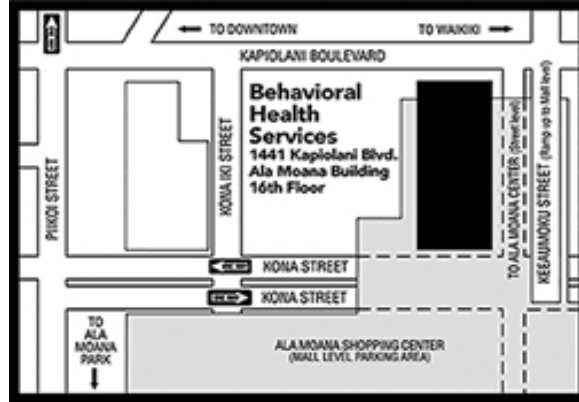 TO DOWNTOWN
TO WAIKIKI
KAPIOLANI BOULEVARD
Behavioral
Health
Services
1441 Kapiolani Blvd.
Ala Moana Building
16th Floor
PIIKOI STREET
KONA IKI STREET
TO ALA MOANA CENTER (Street level)
KEEAUMOKU STREET (Ramp up to Mall level)
KONA STREET
KONA STREET
TO
ALA
MOANA
PARK
ALA MOANA SHOPPING CENTER
(MALL LEVEL PARKING AREA)